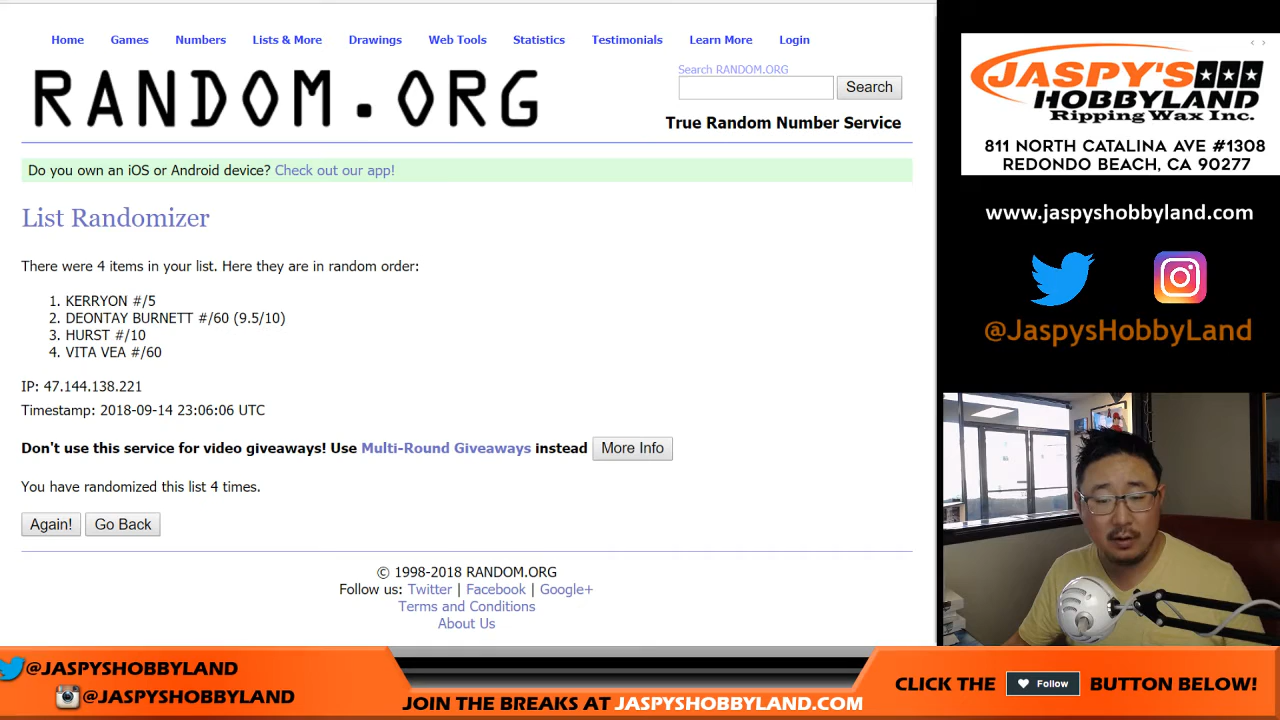 Home Games Numbers Lists & More Drawings Web Tools Statistics Testimonials Learn More Login
RANDOM.ORG
Search RANDOM.ORG
Search
True Random Number Service
Do you own an iOS or Android device? Check out our app!
List Randomizer
There were 4 items in your list. Here they are in random order:
1. KERRYON #/5
2. DEONTAY BURNETT #/60 (9.5/10)
3. HURST #/10
4. VITA VEA #/60
IP: 47.144.138.221
Timestamp: 2018-09-14 23:06:06 UTC
Don't use this service for video giveaways! Use Multi-Round Giveaways instead More Info
You have randomized this list 4 times.
Again! Go Back
© 1998-2018 RANDOM.ORG
Follow us: Twitter | Facebook | Google+
Terms and Conditions
About Us
JASPY'S
HOBBYLAND
Ripping Wax Inc.
811 NORTH CATALINA AVE #1308
REDONDO BEACH, CA 90277
www.jaspyshobbyland.com
@JaspysHobbyLand
@JASPYSHOBBYLAND
@JASPYSHOBBYLAND
JOIN THE BREAKS AT JASPYSHOBBYLAND.COM
CLICK THE Follow BUTTON BELOW!